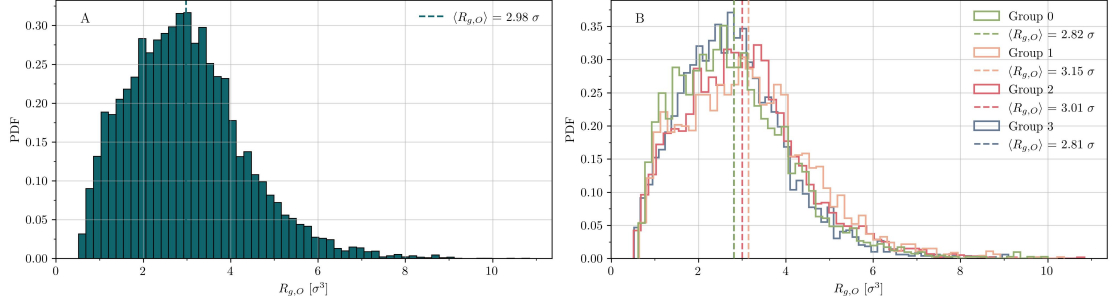 A
⟨R_{g,O}⟩ = 2.98 σ
PDF
0.30
0.25
0.20
0.15
0.10
0.05
0.00
0
2
4
6
8
10
R_{g,O} [σ³]
B
Group 0
⟨R_{g,O}⟩ = 2.82 σ
Group 1
⟨R_{g,O}⟩ = 3.15 σ
Group 2
⟨R_{g,O}⟩ = 3.01 σ
Group 3
⟨R_{g,O}⟩ = 2.81 σ
PDF
0.35
0.30
0.25
0.20
0.15
0.10
0.05
0.00
0
2
4
6
8
10
R_{g,O} [σ³]